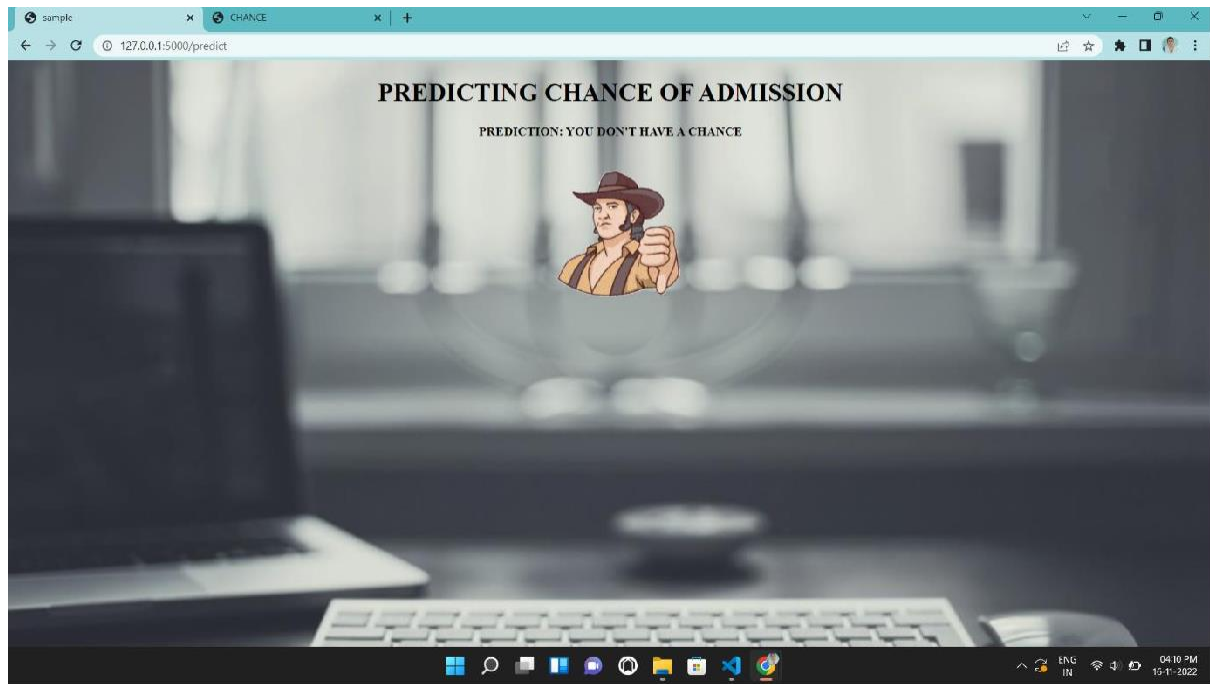 sample
CHANCE
127.0.0.1:5000/predict
PREDICTING CHANCE OF ADMISSION
PREDICTION: YOU DON'T HAVE A CHANCE
ENG
IN
04:10 PM
16-11-2022